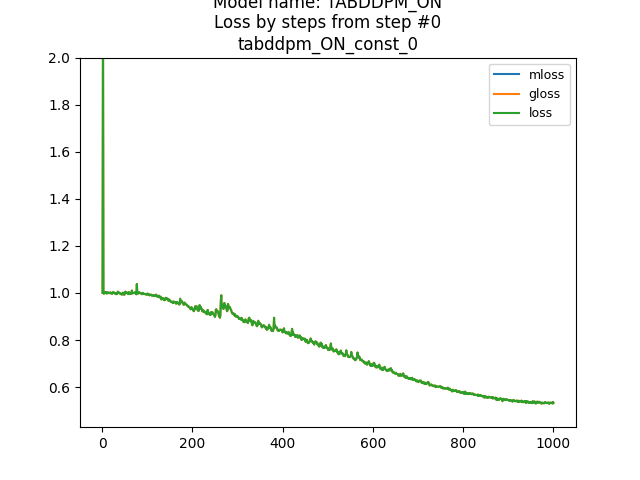 Model name: TABDDPM_ON
Loss by steps from step #0
tabddpm_ON_const_0
mloss
gloss
loss
2.0
1.8
1.6
1.4
1.2
1.0
0.8
0.6
0 200 400 600 800 1000